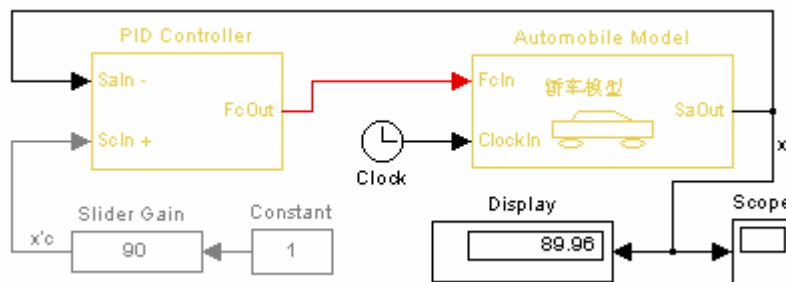 PID Controller
Automobile Model
SaIn -
FcIn
轿车模型
FcOut
SaOut
ScIn +
ClockIn
Clock
x
Slider Gain
Constant
Display
Scope
x'c
90
1
89.96